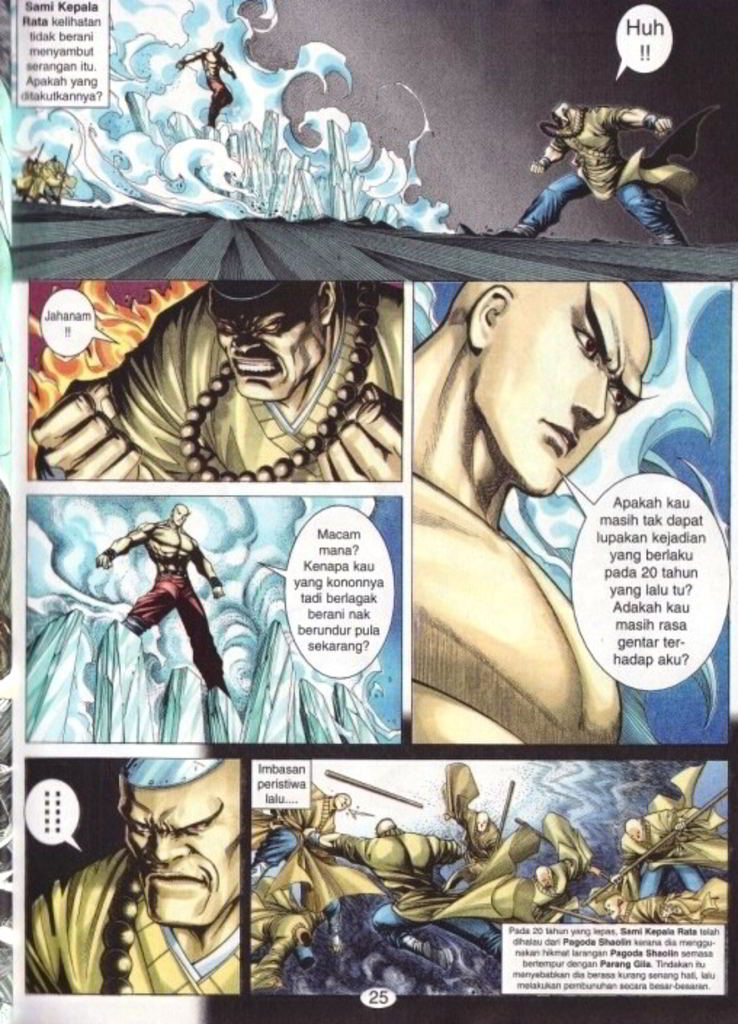 Sami Kepala
Rata kelihatan
tidak berani
menyambut
serangan itu.
Apakah yang
ditakutkannya?
Huh
!!
Jahanam
!!
Apakah kau
masih tak dapat
lupakan kejadian
yang berlaku
pada 20 tahun
yang lalu tu?
Adakah kau
masih rasa
gentar ter-
hadap aku?
Macam
mana?
Kenapa kau
yang kononnya
tadi berlagak
berani nak
berundur pula
sekarang?
Imbasan
peristiwa
lalu....
Pada 20 tahun yang lepas, Sami Kepala Rata telah
dihalau dari Pagoda Shaolin kerana dia menggu-
nakan hikmat larangan Pagoda Shaolin semasa
bertempur dengan Parang Gila. Tindakan itu
menyebabkan dia berasa kurang senang hati, lalu
melakukan pembunuhan secara besar-besaran.
25